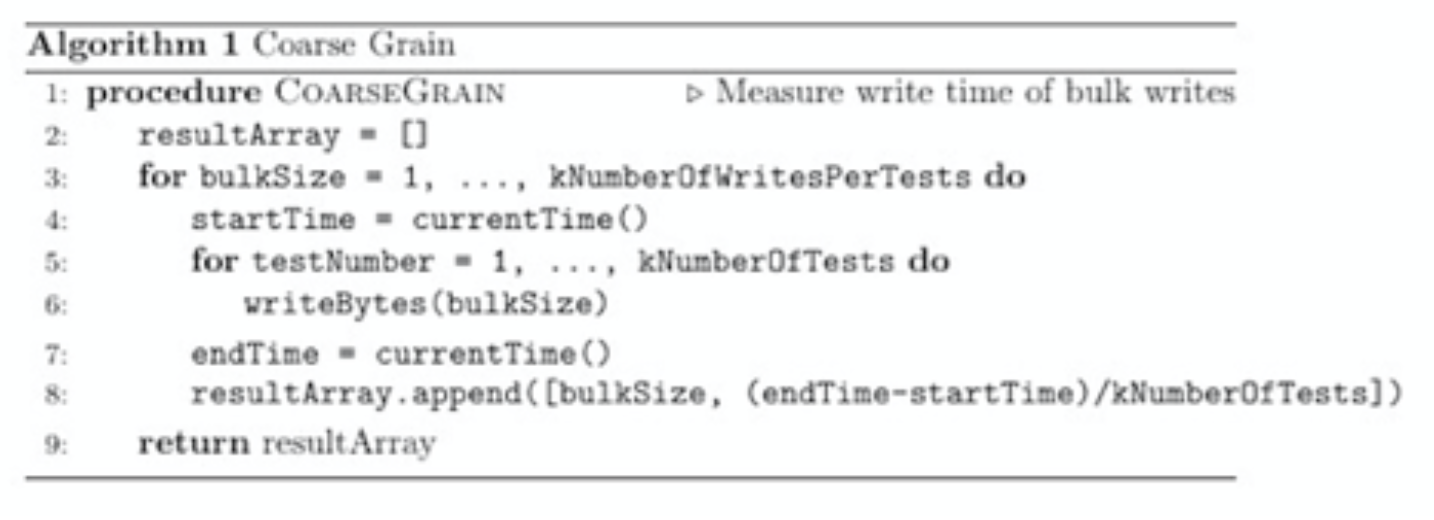 Algorithm 1 Coarse Grain
1: procedure COARSEGRAIN ▷ Measure write time of bulk writes
2: resultArray = []
3: for bulkSize = 1, ..., kNumberOfWritesPerTests do
4: startTime = currentTime()
5: for testNumber = 1, ..., kNumberOfTests do
6: writeBytes(bulkSize)
7: endTime = currentTime()
8: resultArray.append([bulkSize, (endTime-startTime)/kNumberOfTests])
9: return resultArray